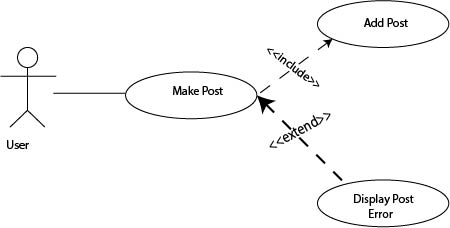 Add Post
<<include>>
Make Post
<<extend>>
User
Display Post
Error